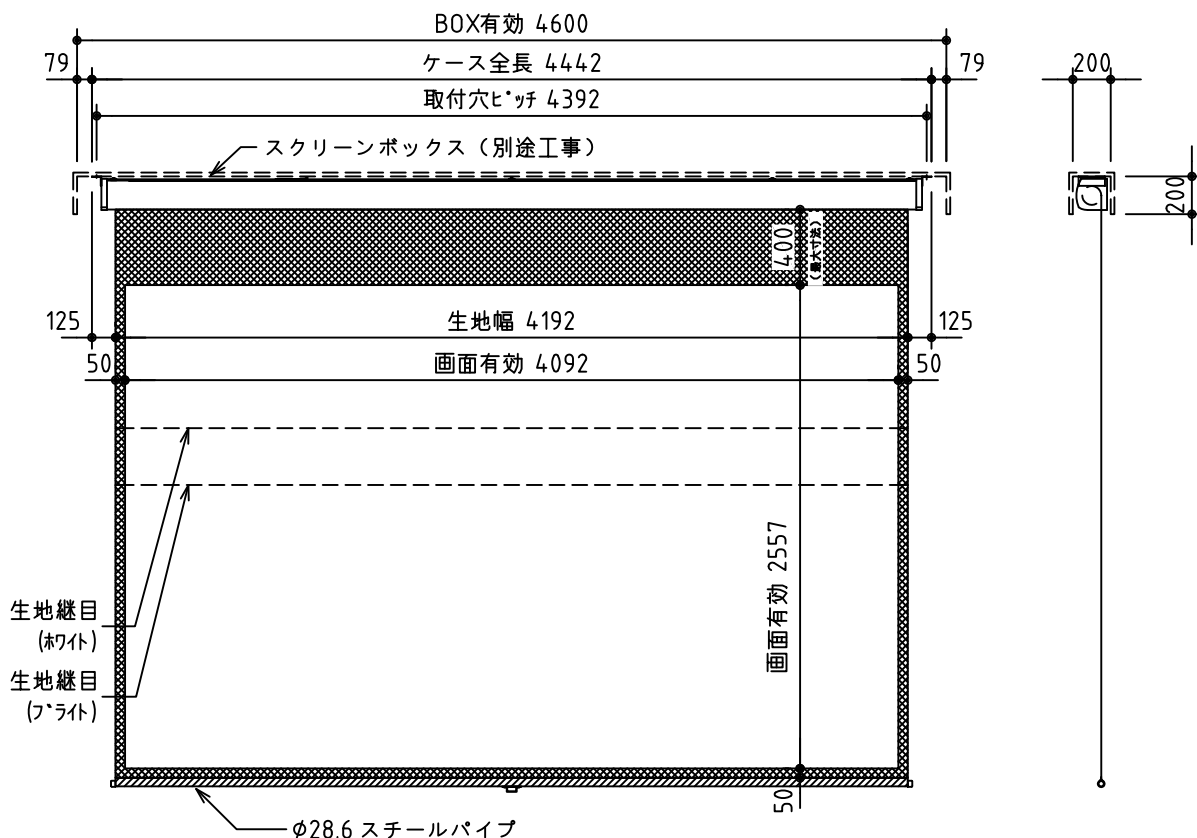 BOX有効 4600
79
ケース全長 4442
79
200
取付穴ピッチ 4392
スクリーンボックス（別途工事）
200
400
(最大寸法)
125
生地幅 4192
125
50
画面有効 4092
50
画面有効 2557
生地継目
(ホワイト)
生地継目
(ブライト)
50
φ28.6 スチールパイプ